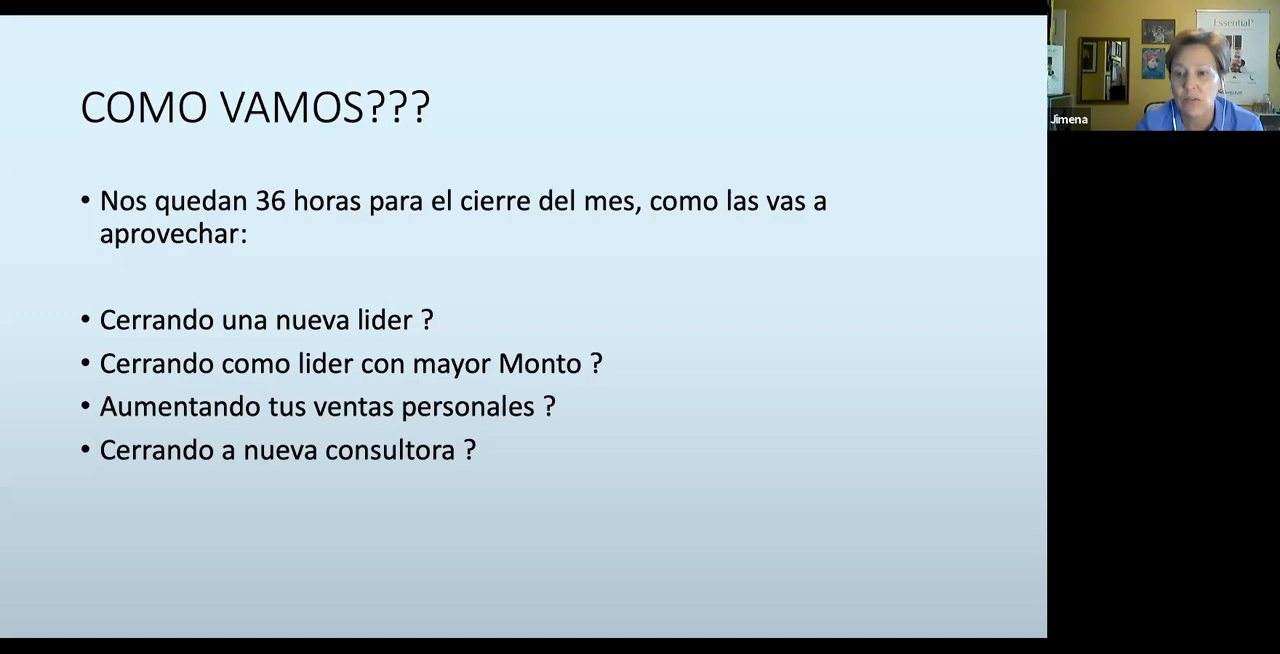 COMO VAMOS???
• Nos quedan 36 horas para el cierre del mes, como las vas a
aprovechar:
• Cerrando una nueva lider ?
• Cerrando como lider con mayor Monto ?
• Aumentando tus ventas personales ?
• Cerrando a nueva consultora ?
Essential
Jimena